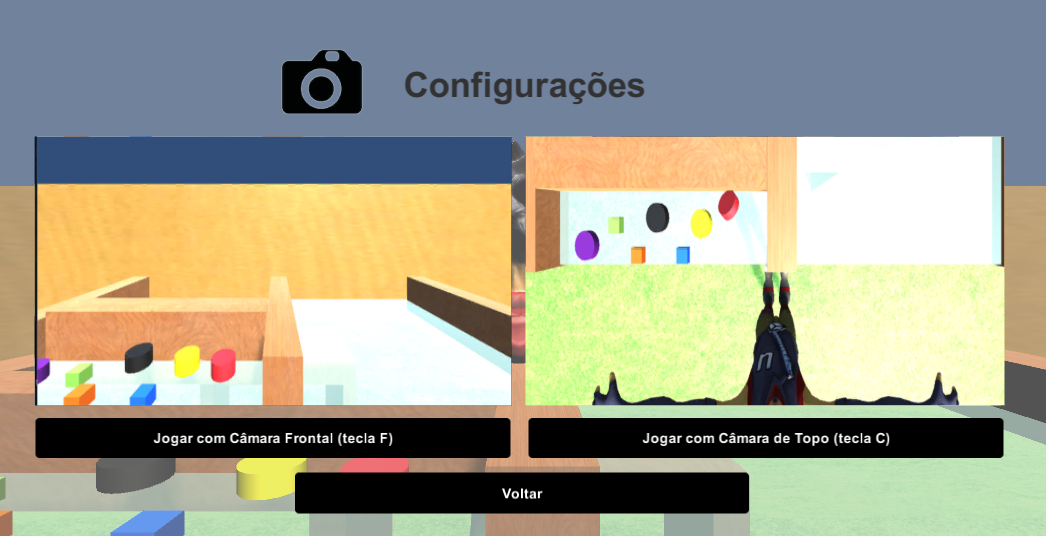 Configurações
Jogar com Câmara Frontal (tecla F)
Jogar com Câmara de Topo (tecla C)
Voltar